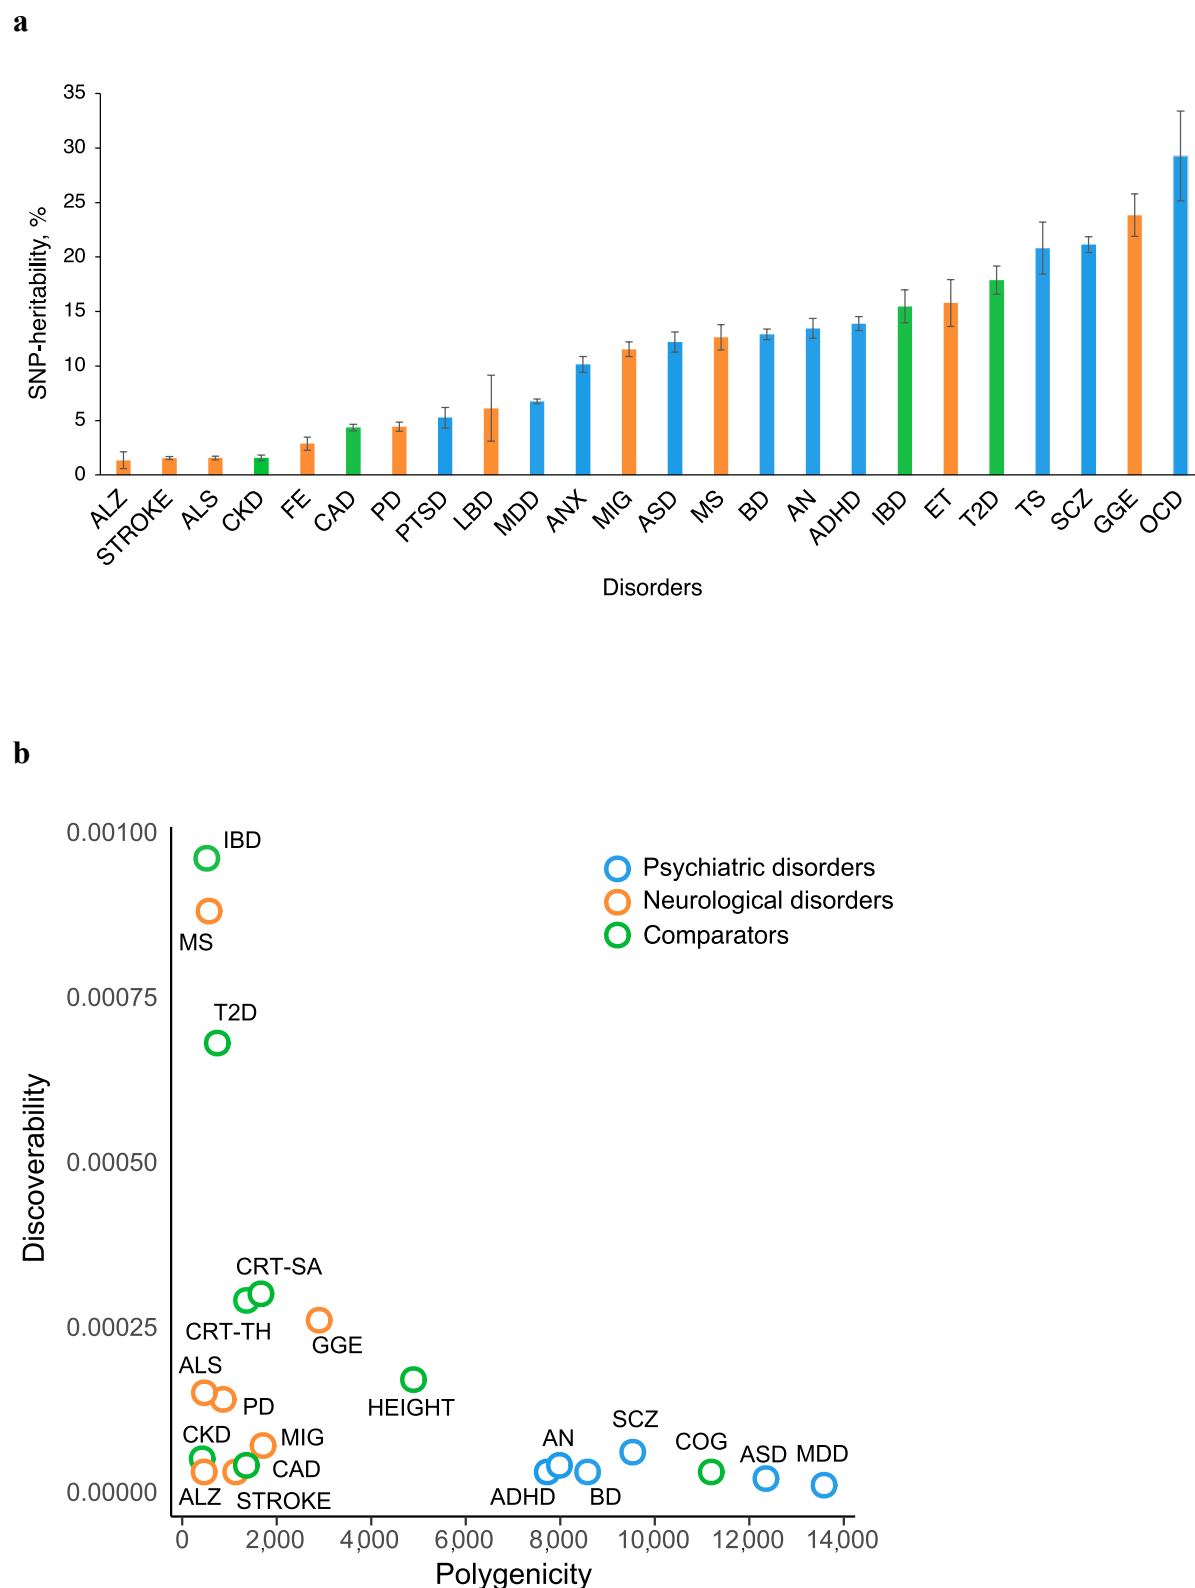 a
35
30
25
20
15
10
5
0
SNP-heritability, %
ALZ
STROKE
ALS
CKD
FE
CAD
PD
PTSD
LBD
MDD
ANX
MIG
ASD
MS
BD
AN
ADHD
IBD
ET
T2D
TS
SCZ
GGE
OCD
Disorders
b
0.00100
0.00075
0.00050
0.00025
0.00000
Discoverability
IBD
MS
T2D
Psychiatric disorders
Neurological disorders
Comparators
CRT-SA
CRT-TH
GGE
ALS
PD
HEIGHT
CKD
MIG
CAD
ALZ
STROKE
AN
SCZ
COG
ASD
MDD
ADHD
BD
0
2,000
4,000
6,000
8,000
10,000
12,000
14,000
Polygenicity